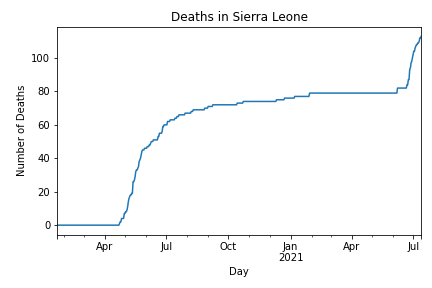 Deaths in Sierra Leone
Number of Deaths
100
80
60
40
20
0
Apr
Jul
Oct
Jan
2021
Apr
Jul
Day